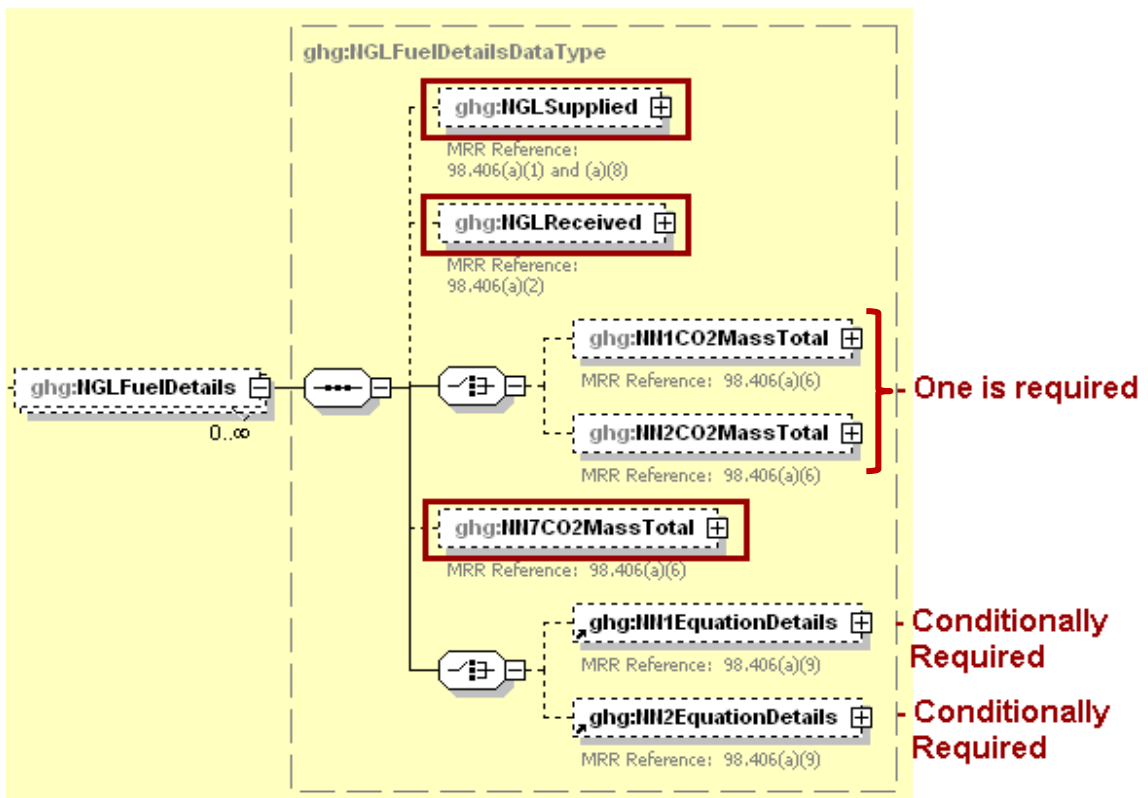 ghg:NGLFuelDetailsDataType
ghg:NGLSupplied
MRR Reference:
98.406(a)(1) and (a)(8)
ghg:NGLReceived
MRR Reference:
98.406(a)(2)
ghg:NN1CO2MassTotal
MRR Reference: 98.406(a)(6)
ghg:NGLFuelDetails
0..∞
- One is required
ghg:NN2CO2MassTotal
MRR Reference: 98.406(a)(6)
ghg:NN7CO2MassTotal
MRR Reference: 98.406(a)(6)
ghg:NN1EquationDetails
MRR Reference: 98.406(a)(9)
- Conditionally
Required
ghg:NN2EquationDetails
MRR Reference: 98.406(a)(9)
- Conditionally
Required